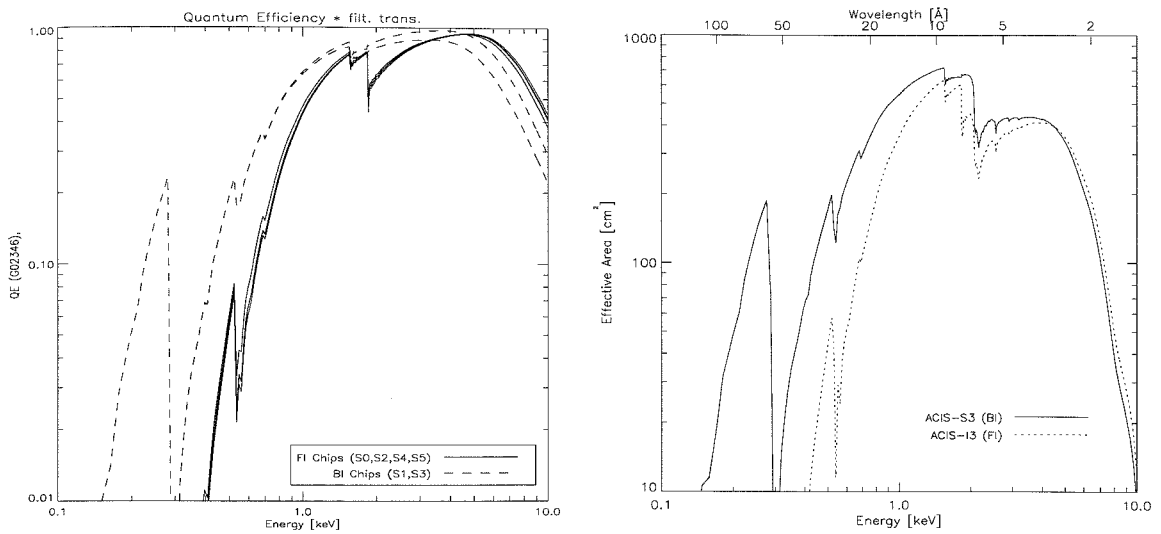 Quantum Efficiency * filt. trans.
1.00
0.10
0.01
QE [G02346),
FI Chips (S0,S2,S4,S5)
BI Chips (S1,S3)
0.1
1.0
10.0
Energy [keV]
Wavelength [Å]
100
50
20
10
5
2
1000
100
10
Effective Area [cm²]
ACIS-S3 (BI)
ACIS-I3 (FI)
0.1
1.0
10.0
Energy [keV]